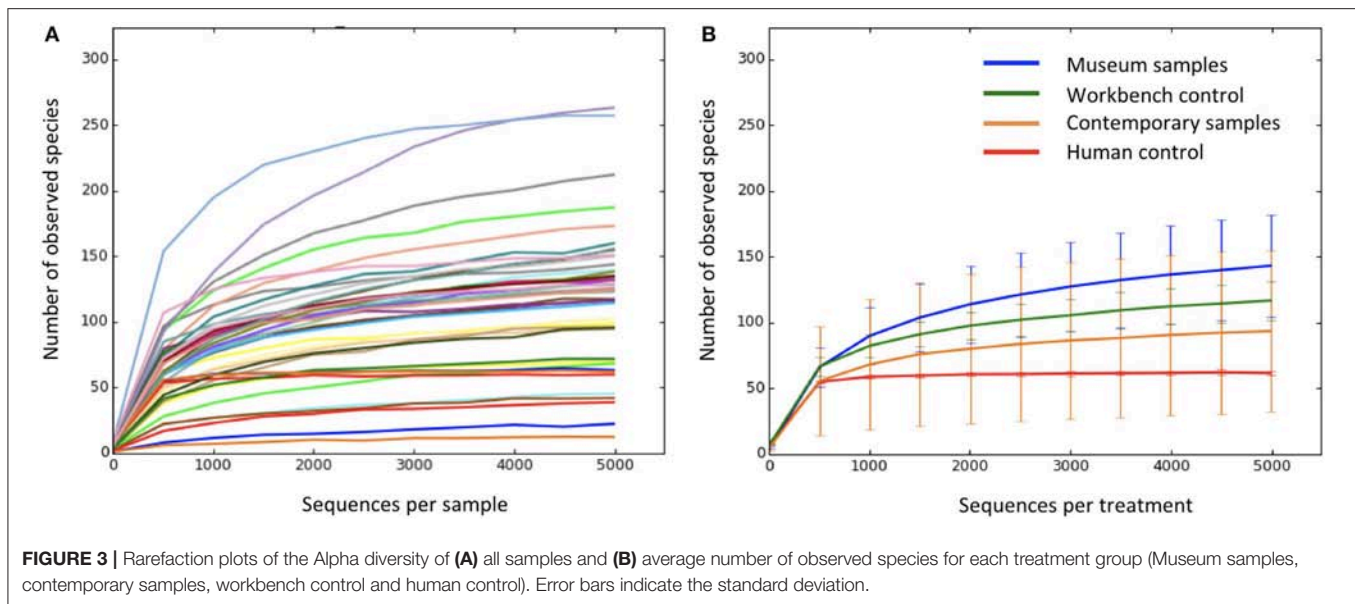 A
B
300
250
200
150
100
50
0
Number of observed species
0 1000 2000 3000 4000 5000
Sequences per sample
300
250
200
150
100
50
0
Number of observed species
0 1000 2000 3000 4000 5000
Sequences per treatment
Museum samples
Workbench control
Contemporary samples
Human control
FIGURE 3 | Rarefaction plots of the Alpha diversity of (A) all samples and (B) average number of observed species for each treatment group (Museum samples,
contemporary samples, workbench control and human control). Error bars indicate the standard deviation.